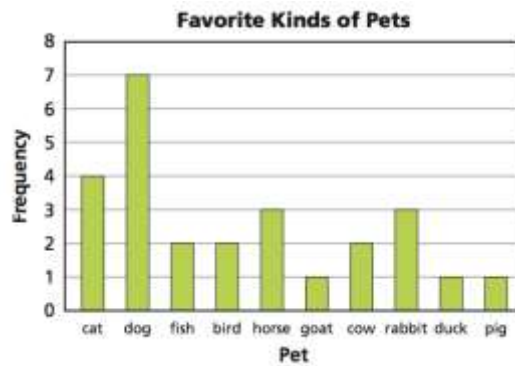 Favorite Kinds of Pets
Frequency
8
7
6
5
4
3
2
1
0
cat dog fish bird horse goat cow rabbit duck pig
Pet